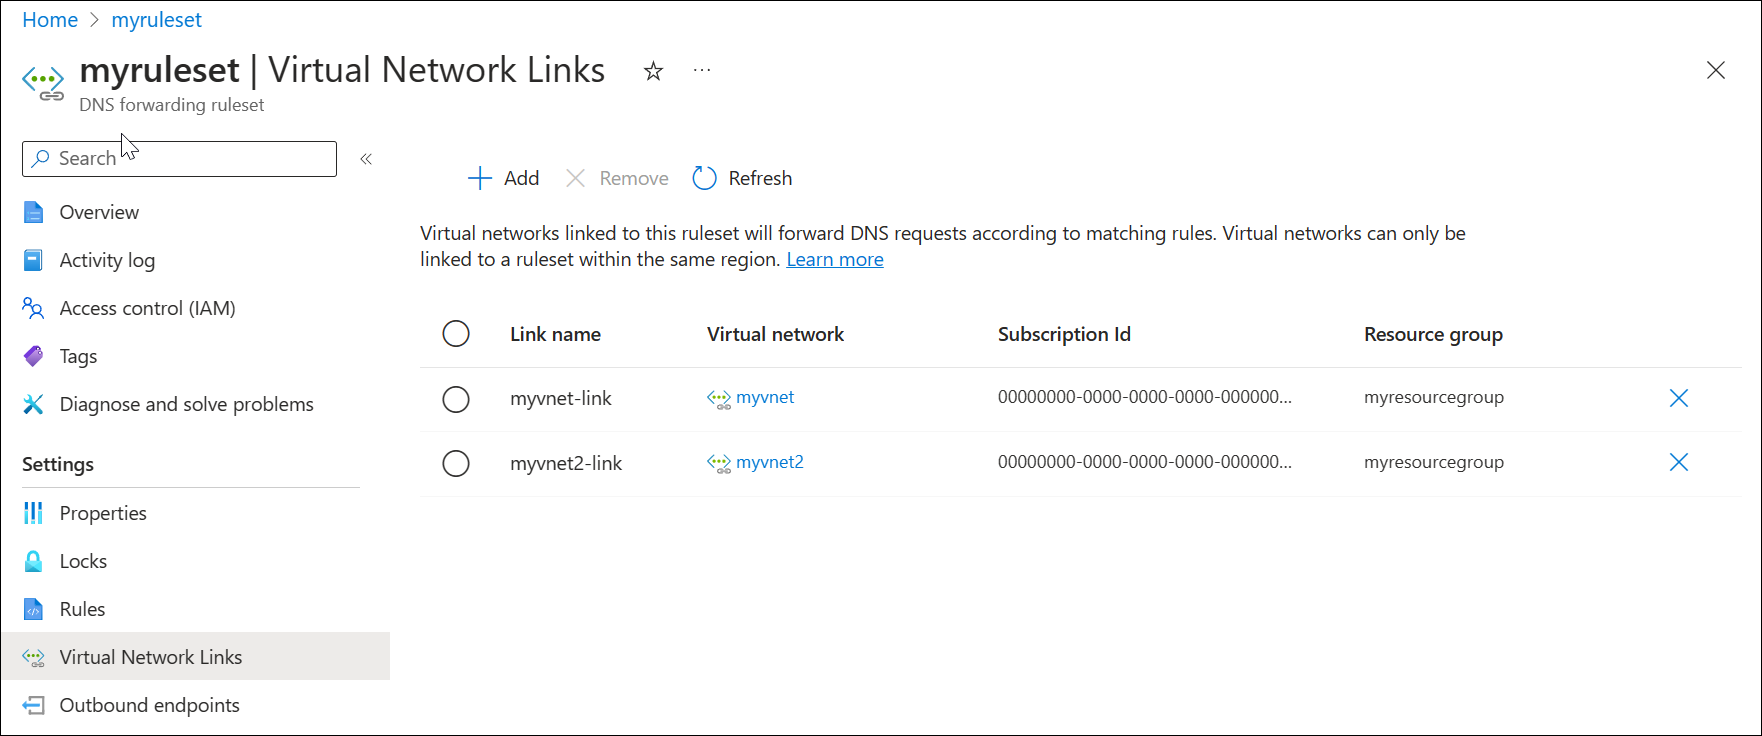 Home > myruleset
myruleset | Virtual Network Links
DNS forwarding ruleset
Search
Overview
Activity log
Access control (IAM)
Tags
Diagnose and solve problems
Settings
Properties
Locks
Rules
Virtual Network Links
Outbound endpoints
Add Remove Refresh
Virtual networks linked to this ruleset will forward DNS requests according to matching rules. Virtual networks can only be
linked to a ruleset within the same region. Learn more
Link name Virtual network Subscription Id Resource group
myvnet-link myvnet 00000000-0000-0000-0000-000000... myresourcegroup
myvnet2-link myvnet2 00000000-0000-0000-0000-000000... myresourcegroup